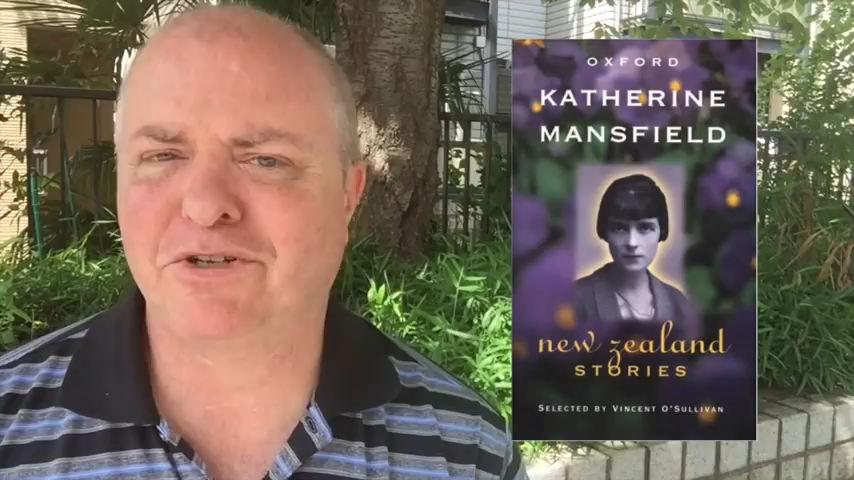 OXFORD
KATHERINE
MANSFIELD
new zealand
STORIES
SELECTED BY VINCENT O'SULLIVAN